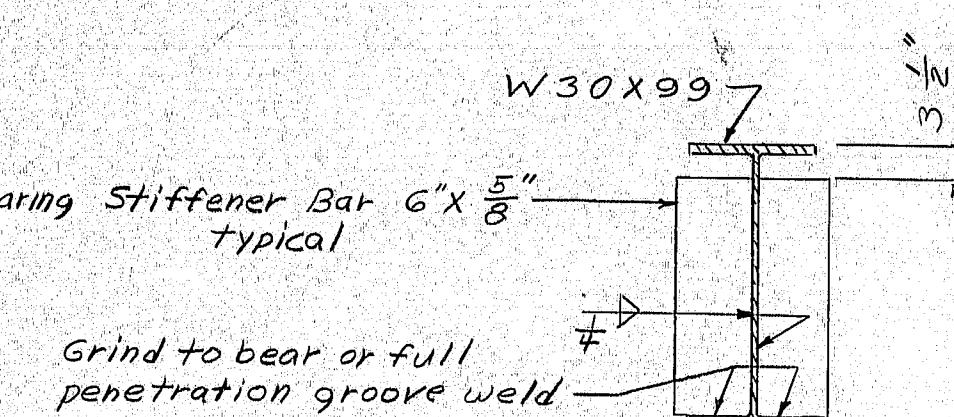 W30X99
3 1/2"
aring Stiffener Bar 6"X 5/8"
typical
1/4
Grind to bear or full
penetration groove weld